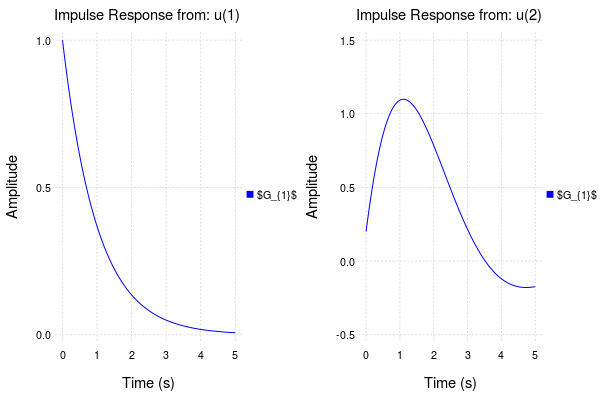 Impulse Response from: u(1)
1.0
0.5
0.0
Amplitude
0 1 2 3 4 5
Time (s)
$G_{1}$
Impulse Response from: u(2)
1.5
1.0
0.5
0.0
-0.5
Amplitude
0 1 2 3 4 5
Time (s)
$G_{1}$